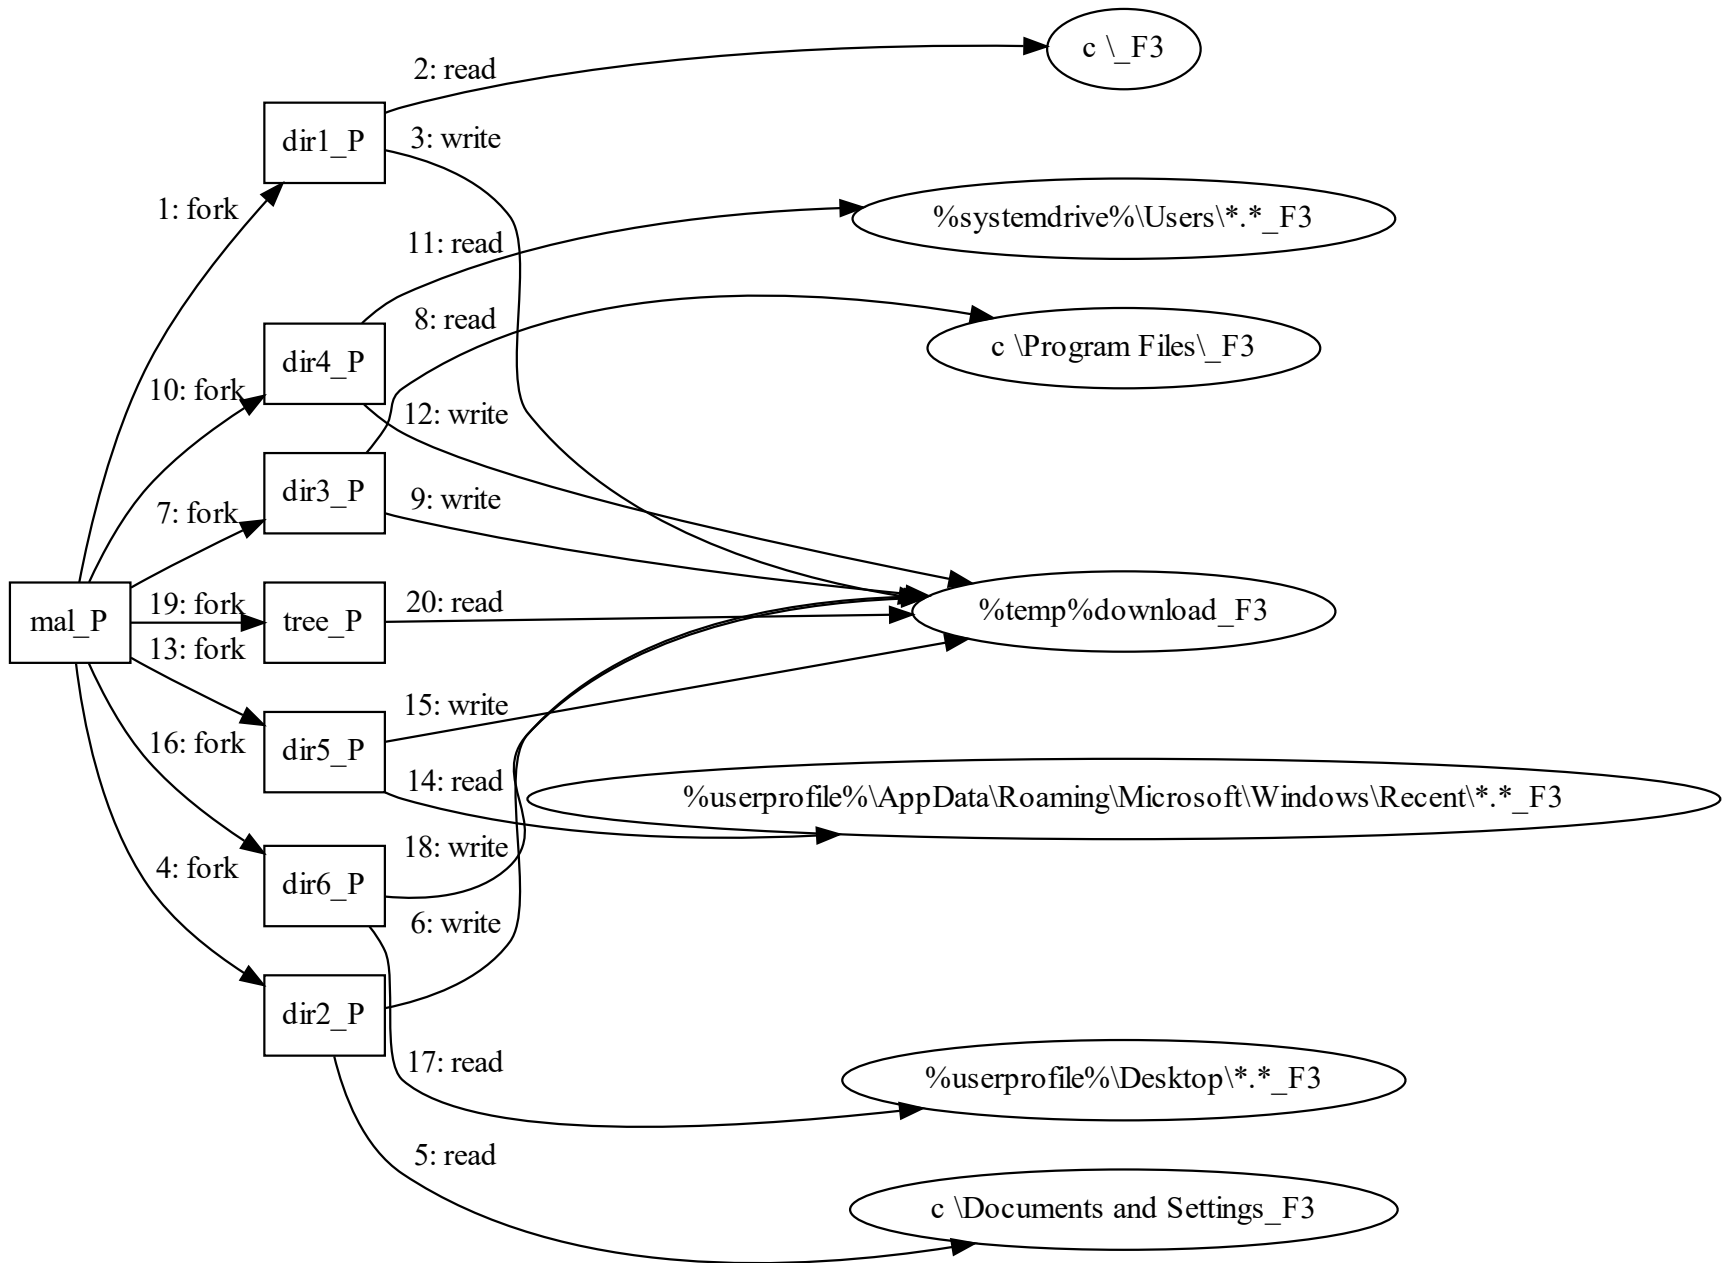 2: read
c \_F3
dir1_P
3: write
1: fork
%systemdrive%\Users\*.*_F3
11: read
8: read
c \Program Files\_F3
dir4_P
10: fork
12: write
dir3_P
9: write
7: fork
mal_P
19: fork
tree_P
20: read
%temp%download_F3
13: fork
15: write
dir5_P
16: fork
14: read
%userprofile%\AppData\Roaming\Microsoft\Windows\Recent\*.*_F3
18: write
4: fork
dir6_P
6: write
dir2_P
17: read
%userprofile%\Desktop\*.*_F3
5: read
c \Documents and Settings_F3